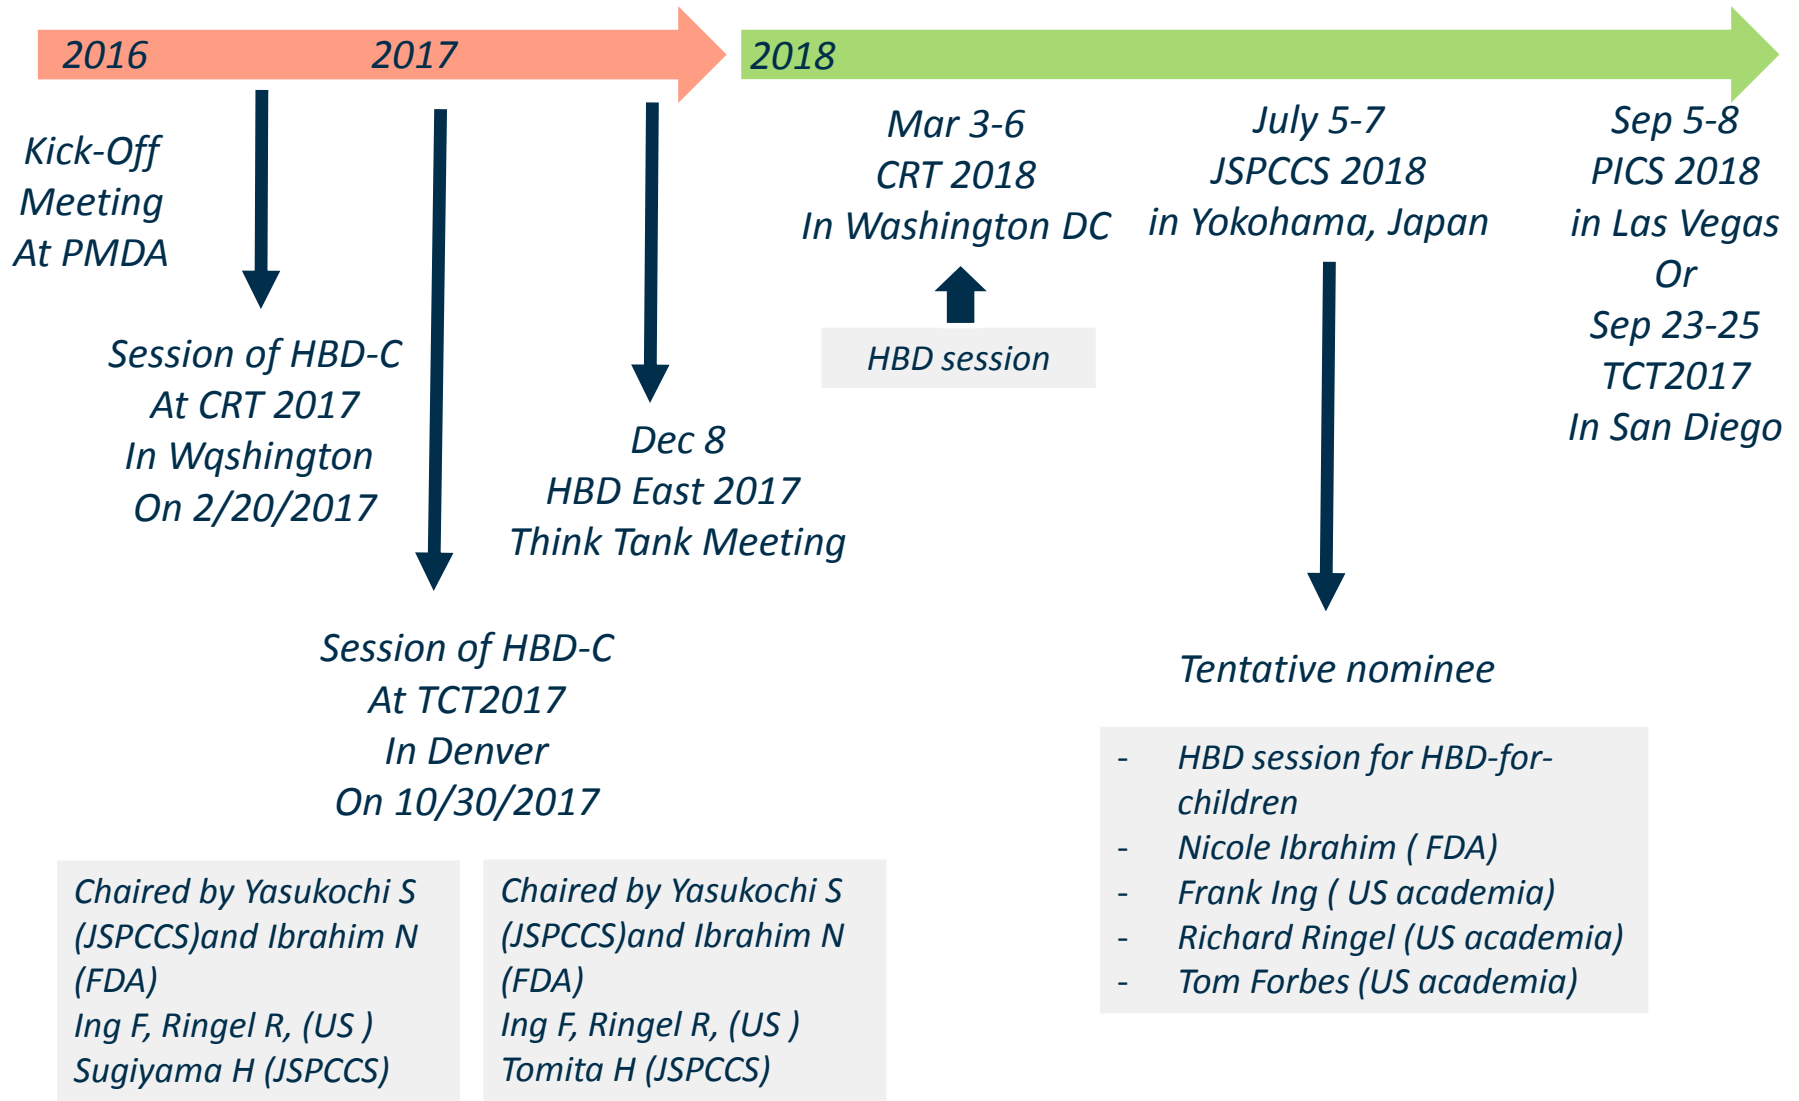 2016
2017
2018
Kick-Off
Meeting
At PMDA
Session of HBD-C
At CRT 2017
In Wqshington
On 2/20/2017
Session of HBD-C
At TCT2017
In Denver
On 10/30/2017
Dec 8
HBD East 2017
Think Tank Meeting
Mar 3-6
CRT 2018
In Washington DC
HBD session
July 5-7
JSPCCS 2018
in Yokohama, Japan
Sep 5-8
PICS 2018
in Las Vegas
Or
Sep 23-25
TCT2017
In San Diego
Tentative nominee
- HBD session for HBD-for-
children
- Nicole Ibrahim ( FDA)
- Frank Ing ( US academia)
- Richard Ringel (US academia)
- Tom Forbes (US academia)
Chaired by Yasukochi S
(JSPCCS)and Ibrahim N
(FDA)
Ing F, Ringel R, (US )
Sugiyama H (JSPCCS)
Chaired by Yasukochi S
(JSPCCS)and Ibrahim N
(FDA)
Ing F, Ringel R, (US )
Tomita H (JSPCCS)